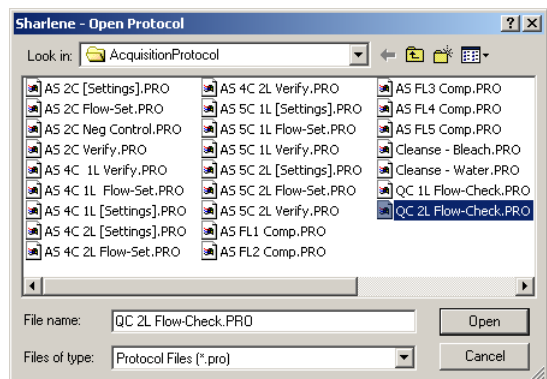 Sharlene - Open Protocol
Look in: AcquisitionProtocol
AS 2C [Settings].PRO
AS 2C Flow-Set.PRO
AS 2C Neg Control.PRO
AS 2C Verify.PRO
AS 4C  1L Verify.PRO
AS 4C 1L  Flow-Set.PRO
AS 4C 1L [Settings].PRO
AS 4C 2L [Settings].PRO
AS 4C 2L Flow-Set.PRO
AS 4C 2L Verify.PRO
AS 5C 1L [Settings].PRO
AS 5C 1L Flow-Set.PRO
AS 5C 1L Verify.PRO
AS 5C 2L [Settings].PRO
AS 5C 2L Flow-Set.PRO
AS 5C 2L Verify.PRO
AS FL1 Comp.PRO
AS FL2 Comp.PRO
AS FL3 Comp.PRO
AS FL4 Comp.PRO
AS FL5 Comp.PRO
Cleanse - Bleach.PRO
Cleanse - Water.PRO
QC 1L Flow-Check.PRO
QC 2L Flow-Check.PRO
File name: QC 2L Flow-Check.PRO
Open
Files of type: Protocol Files (*.pro)
Cancel